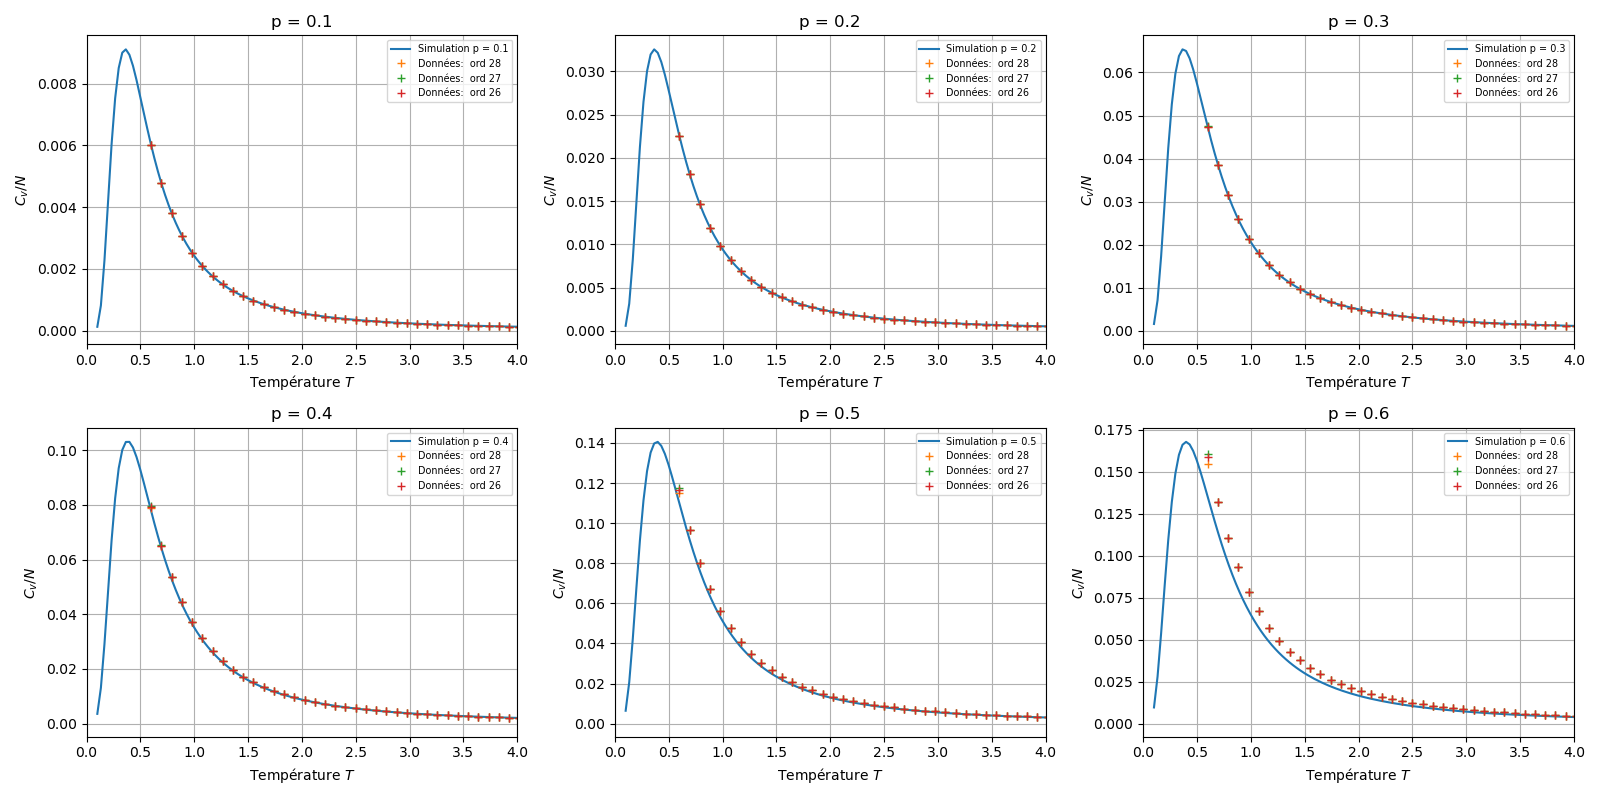 p = 0.1
Simulation p = 0.1
Données: ord 28
Données: ord 27
Données: ord 26
0.008
0.006
0.004
0.002
0.000
C_v/N
0.0 0.5 1.0 1.5 2.0 2.5 3.0 3.5 4.0
Température T
p = 0.2
Simulation p = 0.2
Données: ord 28
Données: ord 27
Données: ord 26
0.030
0.025
0.020
0.015
0.010
0.005
0.000
C_v/N
0.0 0.5 1.0 1.5 2.0 2.5 3.0 3.5 4.0
Température T
p = 0.3
Simulation p = 0.3
Données: ord 28
Données: ord 27
Données: ord 26
0.06
0.05
0.04
0.03
0.02
0.01
0.00
C_v/N
0.0 0.5 1.0 1.5 2.0 2.5 3.0 3.5 4.0
Température T
p = 0.4
Simulation p = 0.4
Données: ord 28
Données: ord 27
Données: ord 26
0.10
0.08
0.06
0.04
0.02
0.00
C_v/N
0.0 0.5 1.0 1.5 2.0 2.5 3.0 3.5 4.0
Température T
p = 0.5
Simulation p = 0.5
Données: ord 28
Données: ord 27
Données: ord 26
0.14
0.12
0.10
0.08
0.06
0.04
0.02
0.00
C_v/N
0.0 0.5 1.0 1.5 2.0 2.5 3.0 3.5 4.0
Température T
p = 0.6
Simulation p = 0.6
Données: ord 28
Données: ord 27
Données: ord 26
0.175
0.150
0.125
0.100
0.075
0.050
0.025
0.000
C_v/N
0.0 0.5 1.0 1.5 2.0 2.5 3.0 3.5 4.0
Température T